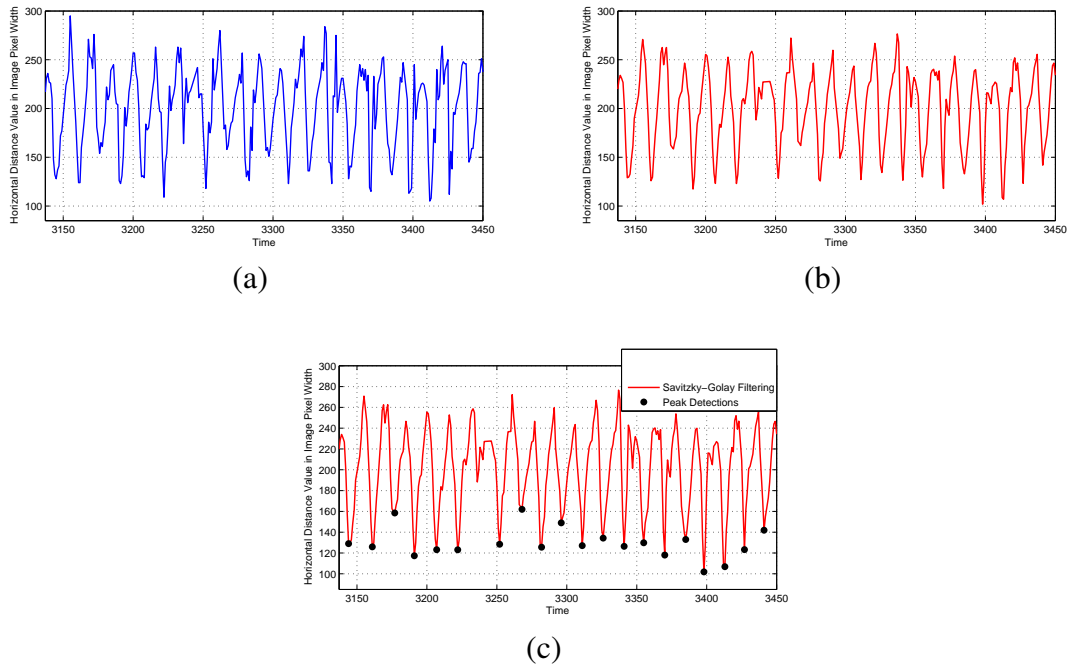 300
250
200
150
100
3150 3200 3250 3300 3350 3400 3450
Time
Horizontal Distance Value in Image Pixel Width
(a)
300
250
200
150
100
3150 3200 3250 3300 3350 3400 3450
Time
Horizontal Distance Value in Image Pixel Width
(b)
300
280
260
240
220
200
180
160
140
120
100
3150 3200 3250 3300 3350 3400 3450
Time
Horizontal Distance Value in Image Pixel Width
Savitzky−Golay Filtering
Peak Detections
(c)